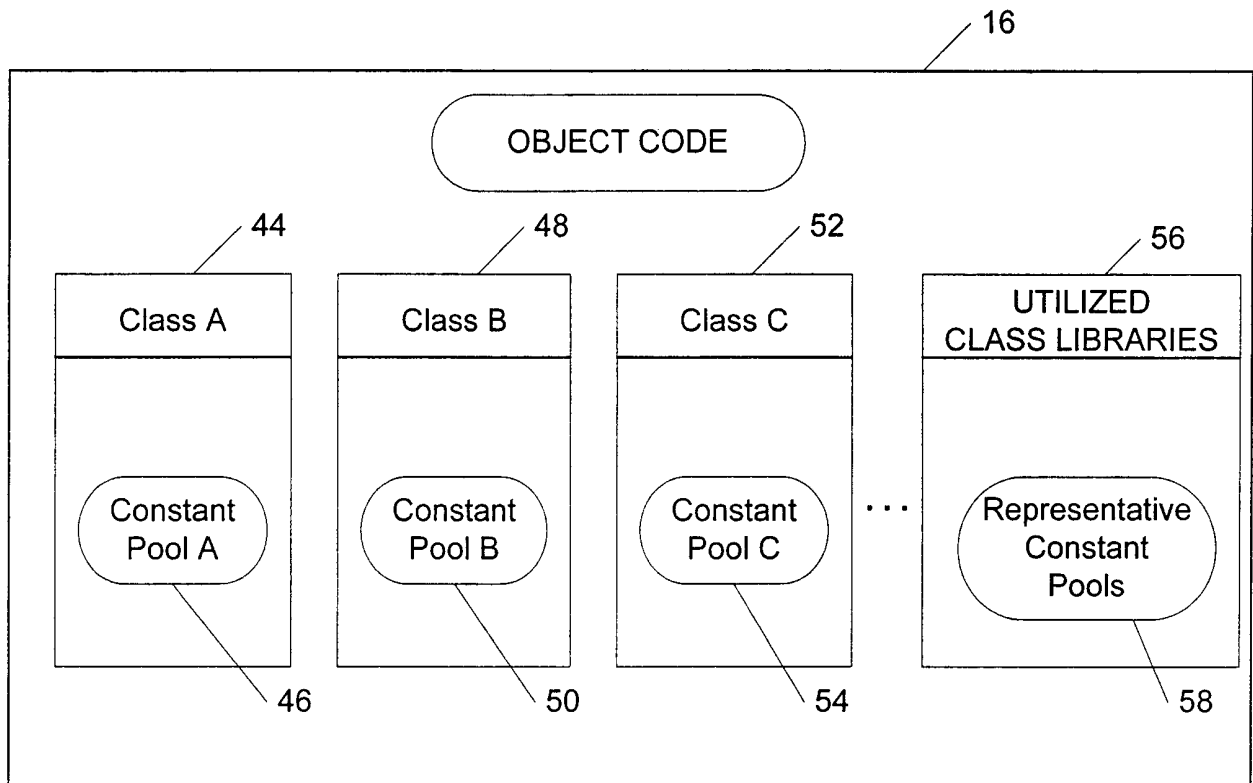 16
OBJECT CODE
44
48
52
56
Class A
Class B
Class C
UTILIZED
CLASS LIBRARIES
Constant
Pool A
Constant
Pool B
Constant
Pool C
...
Representative
Constant
Pools
46
50
54
58